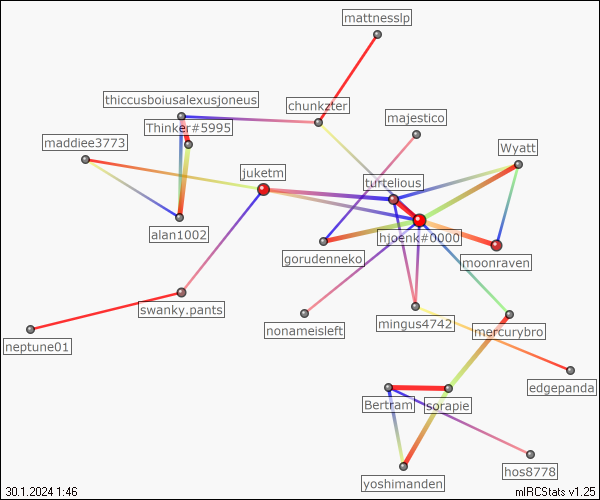 mattnesslp
thiccusboiusalexusjoneus
chunkzter
majestico
Thinker#5995
maddiee3773
Wyatt
juketm
turtelious
alan1002
hjoenk#0000
gorudenneko
moonraven
swanky.pants
nonameisleft
mingus4742
mercurybro
neptune01
edgepanda
Bertram
sorapie
hos8778
yoshimanden
30.1.2024 1:46
mIRCStats v1.25